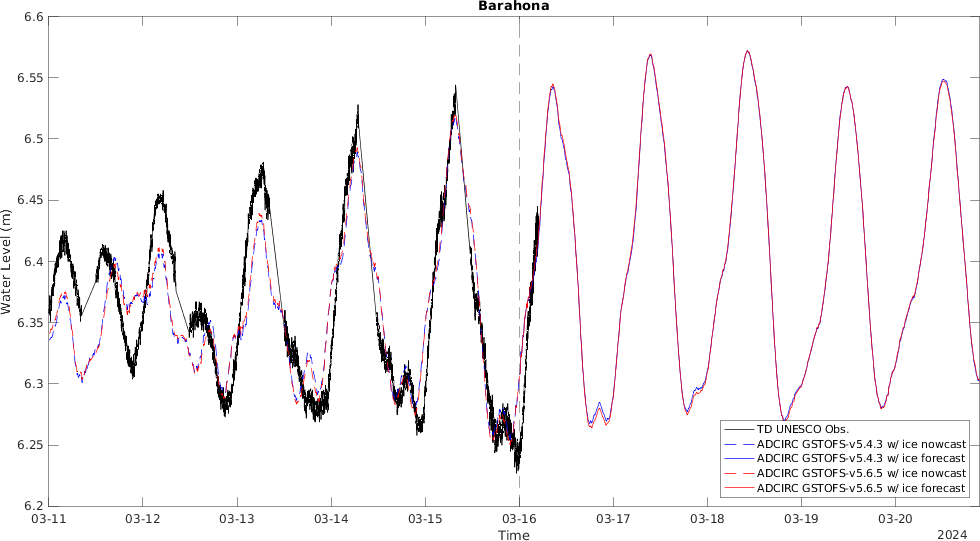 Barahona
6.6
6.55
6.5
6.45
6.4
6.35
6.3
6.25
6.2
Water Level (m)
03-11 03-12 03-13 03-14 03-15 03-16 03-17 03-18 03-19 03-20
Time
2024
TD UNESCO Obs.
ADCIRC GSTOFS-v5.4.3 w/ ice nowcast
ADCIRC GSTOFS-v5.4.3 w/ ice forecast
ADCIRC GSTOFS-v5.6.5 w/ ice nowcast
ADCIRC GSTOFS-v5.6.5 w/ ice forecast